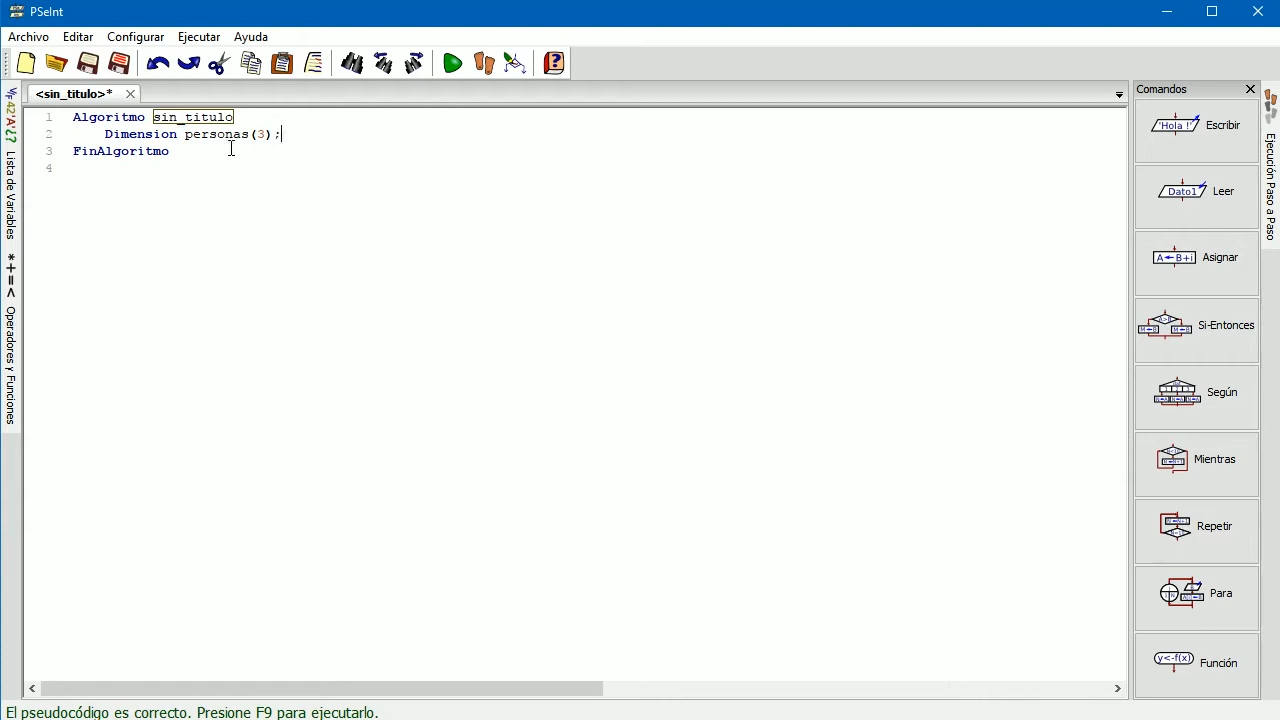 PSeInt
Archivo Editar Configurar Ejecutar Ayuda
<sin_titulo>*
Comandos
1 Algoritmo sin_titulo
2 Dimension personas(3);
3 FinAlgoritmo
4
*+=< Operadores y Funciones
42'A'¿? Lista de Variables
'Hola !' Escribir
Dato1 Leer
A←B+i Asignar
Si-Entonces
Según
Mientras
Repetir
Para
y<-f(x) Función
Ejecución Paso a Paso
El pseudocódigo es correcto. Presione F9 para ejecutarlo.